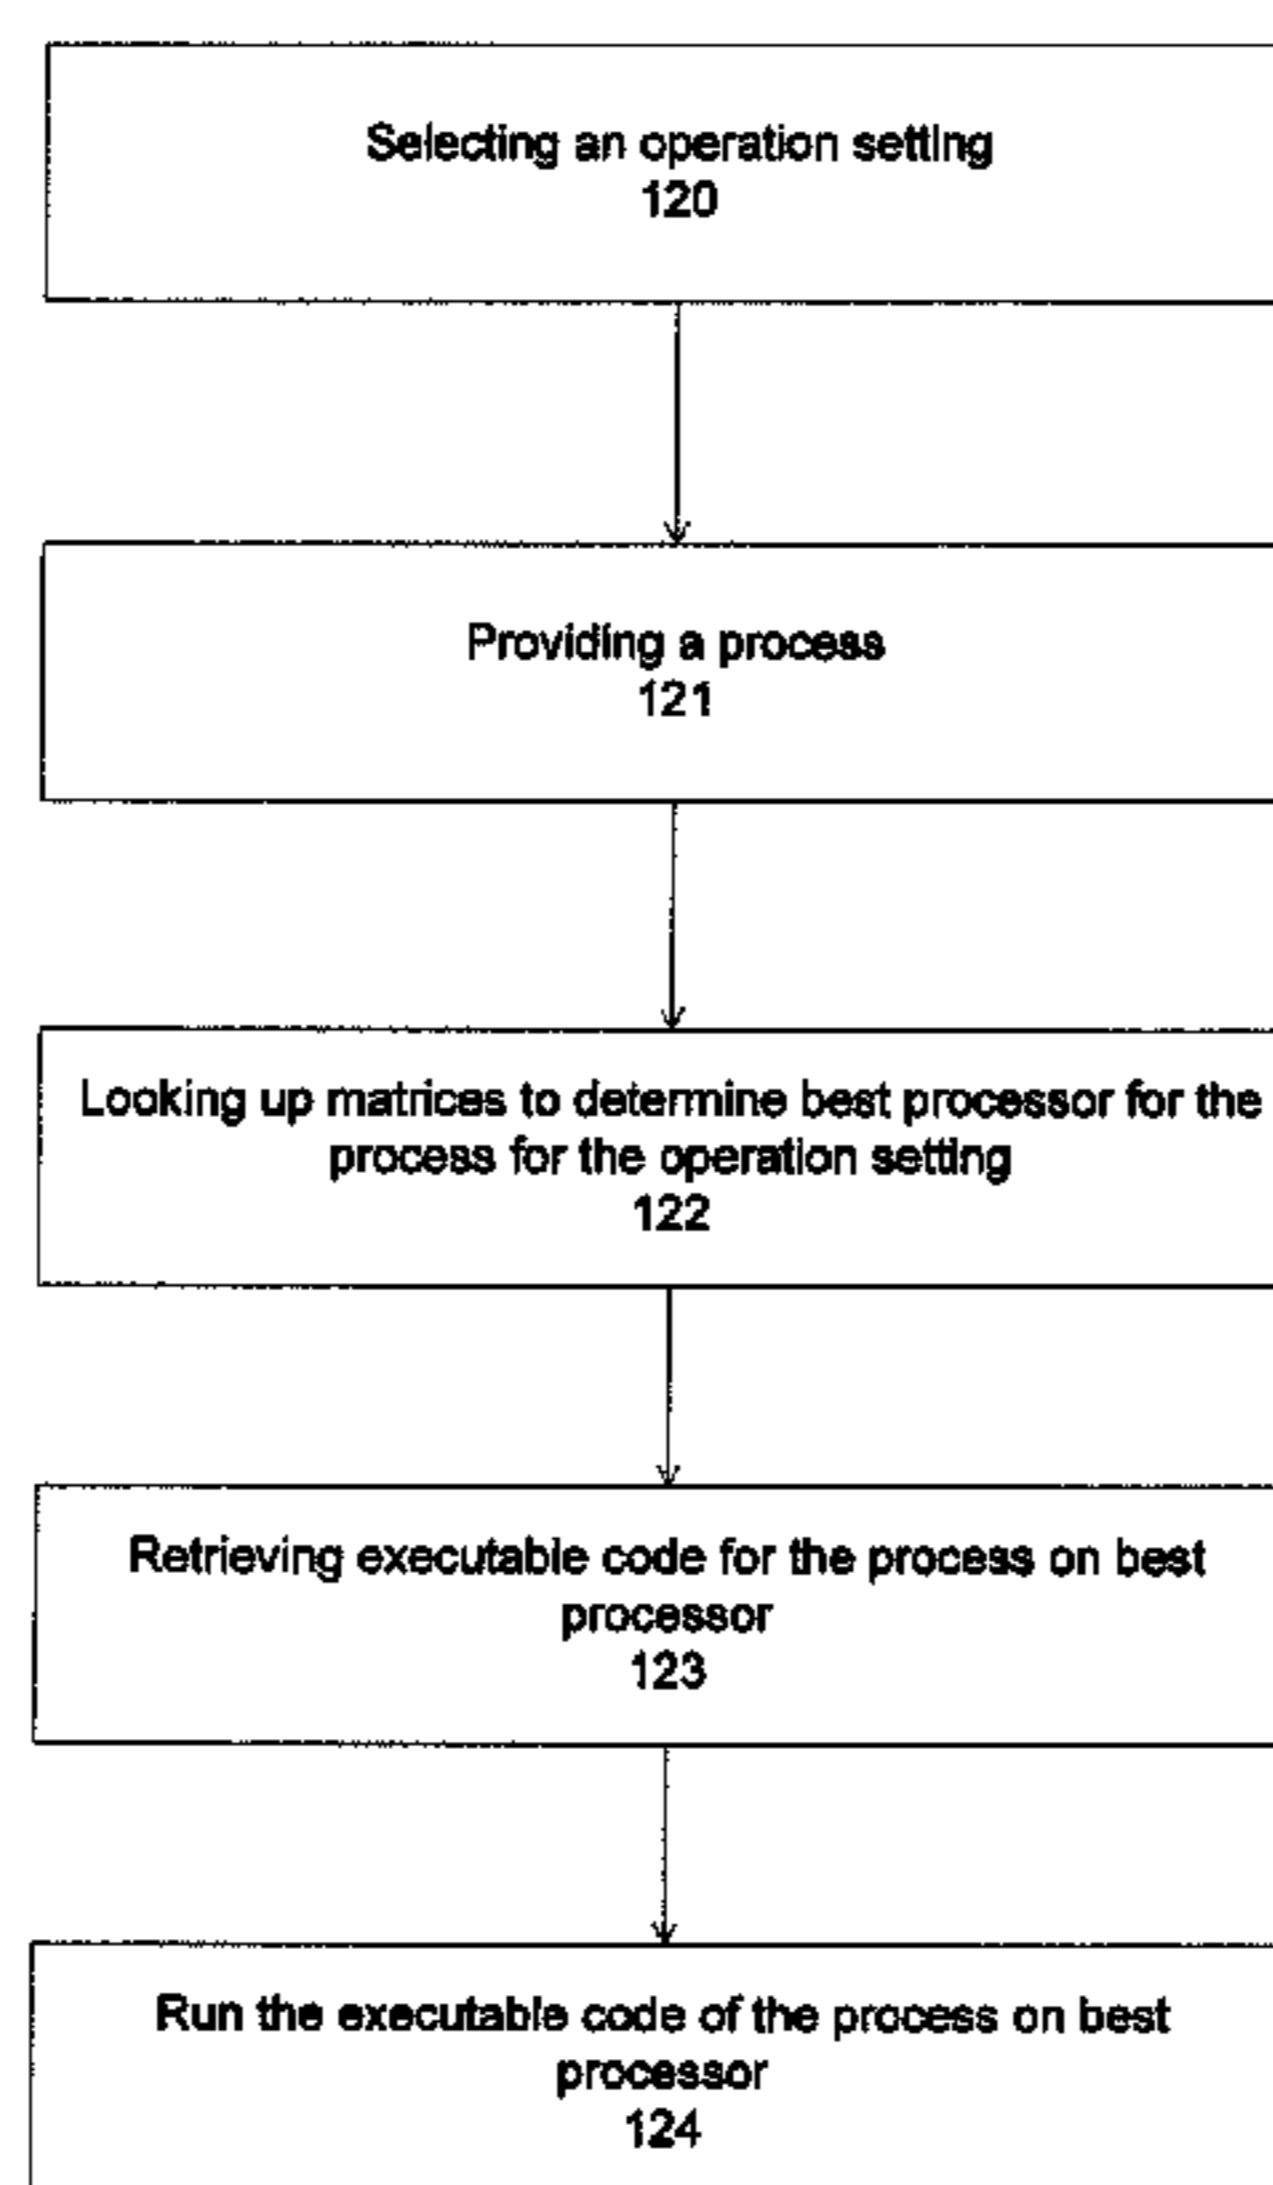 Selecting an operation setting
120
Providing a process
121
Looking up matrices to determine best processor for the
process for the operation setting
122
Retrieving executable code for the process on best
processor
123
Run the executable code of the process on best
processor
124